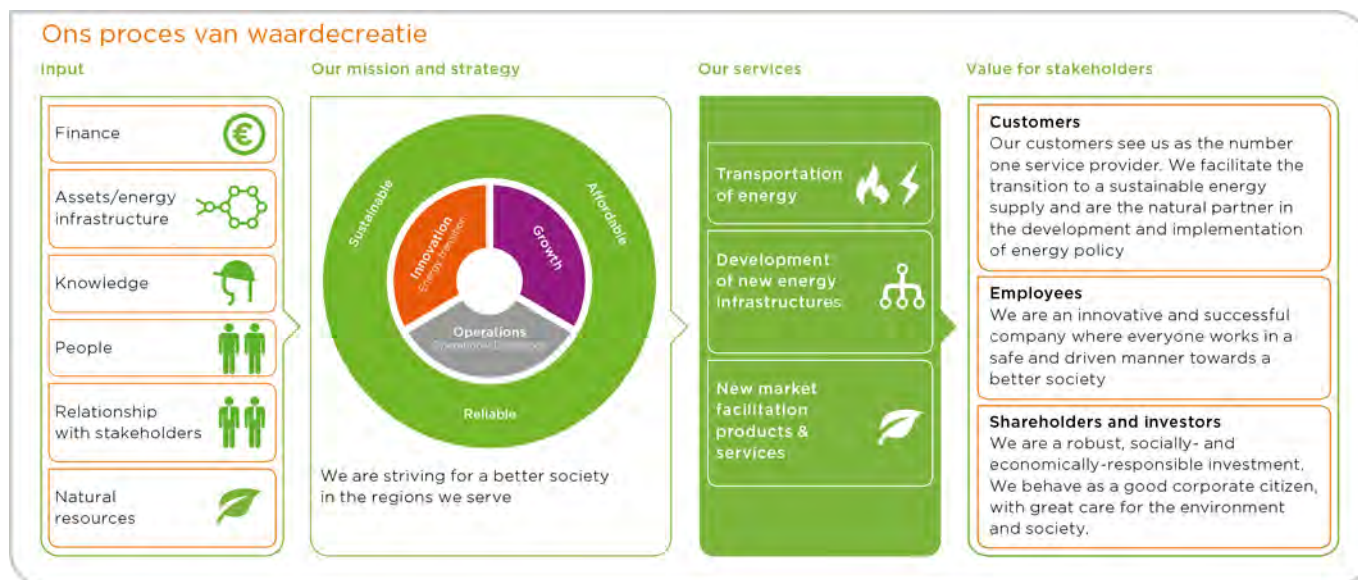 Ons proces van waardecreatie
Input
Finance
Assets/energy
infrastructure
Knowledge
People
Relationship
with stakeholders
Natural
resources
Our mission and strategy
Sustainable
Affordable
Reliable
Innovation
Energy transition
Growth
Operations
We are striving for a better society
in the regions we serve
Our services
Transportation
of energy
Development
of new energy
infrastructures
New market
facilitation
products &
services
Value for stakeholders
Customers
Our customers see us as the number
one service provider. We facilitate the
transition to a sustainable energy
supply and are the natural partner in
the development and implementation
of energy policy
Employees
We are an innovative and successful
company where everyone works in a
safe and driven manner towards a
better society
Shareholders and investors
We are a robust, socially- and
economically-responsible investment.
We behave as a good corporate citizen,
with great care for the environment
and society.